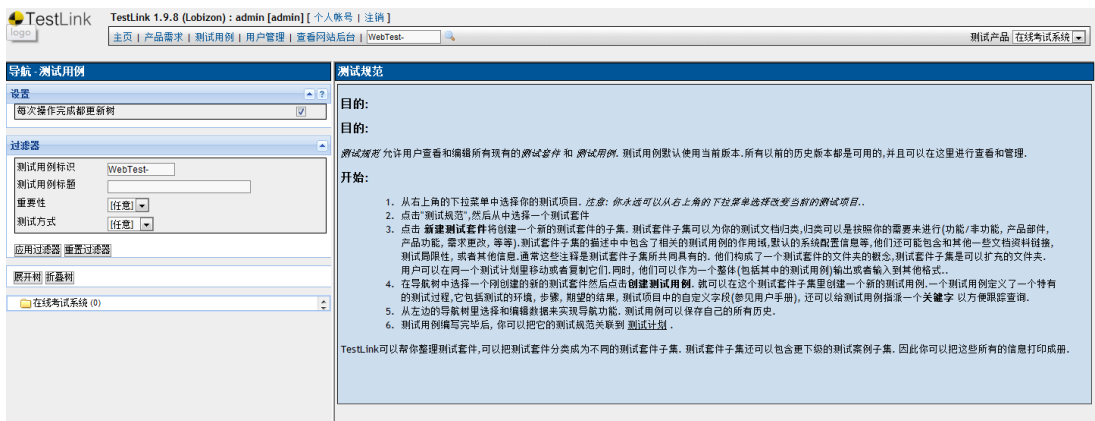 TestLink
logo
TestLink 1.9.8 (Lobizon) : admin [admin] [ 个人帐号 | 注销 ]
主页 | 产品需求 | 测试用例 | 用户管理 | 查看网站后台 | WebTest-
测试产品 在线考试系统
导航 - 测试用例
设置
每次操作完成都更新树
过滤器
测试用例标识 WebTest-
测试用例标题
重要性 [任意]
测试方式 [任意]
应用过滤器 重置过滤器
展开树 折叠树
在线考试系统 (0)
测试规范
目的:
目的:
测试规范 允许用户查看和编辑所有现有的测试套件 和 测试用例. 测试用例默认使用当前版本.所有以前的历史版本都是可用的,并且可以在这里进行查看和管理.
开始:
1. 从右上角的下拉菜单中选择你的测试项目. 注意: 你永远可以从右上角的下拉菜单选择改变当前的测试项目..
2. 点击"测试规范",然后从中选择一个测试套件
3. 点击 新建测试套件将创建一个新的测试套件的子集. 测试套件子集可以为你的测试文档归类,归类可以是按照你的需要来进行(功能/非功能, 产品部件,
产品功能, 需求更改, 等等).测试套件子集的描述中中包含了相关的测试用例的作用域,默认的系统配置信息等,他们还可能包含和其他一些文档资料链接,
测试局限性, 或者其他信息.通常这些注释是测试套件子集所共同具有的. 他们构成了一个测试套件的文件夹的概念,测试套件子集是可以扩充的文件夹.
用户可以在同一个测试计划里移动或者复制它们.同时, 他们可以作为一个整体(包括其中的测试用例)输出或者输入到其他格式..
4. 在导航树中选择一个刚创建的新的测试套件然后点击创建测试用例. 就可以在这个测试套件子集里创建一个新的测试用例.一个测试用例定义了一个特有
的测试过程,它包括测试的环境, 步骤, 期望的结果, 测试项目中的自定义字段(参见用户手册), 还可以给测试用例指派一个关键字 以方便跟踪查询.
5. 从左边的导航树里选择和编辑数据来实现导航功能. 测试用例可以保存自己的所有历史.
6. 测试用例编写完毕后, 你可以把它的测试规范关联到 测试计划 .
TestLink可以帮你整理测试套件,可以把测试套件分类成为不同的测试套件子集. 测试套件子集还可以包含更下级的测试案例子集. 因此你可以把这些所有的信息打印成册.